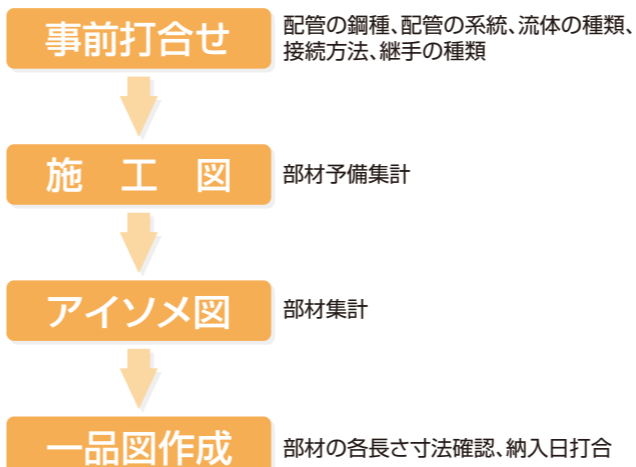 事前打合せ
配管の鋼種、配管の系統、流体の種類、
接続方法、継手の種類
施　工　図
部材予備集計
アイソメ図
部材集計
一品図作成
部材の各長さ寸法確認、納入日打合